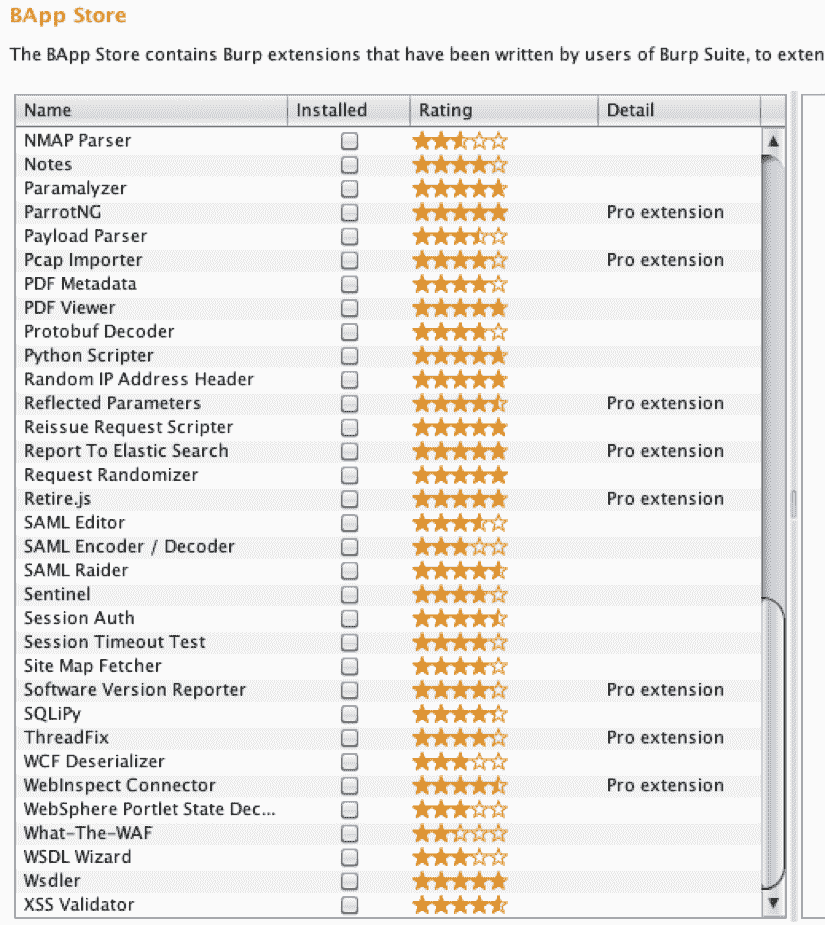 BApp Store
The BApp Store contains Burp extensions that have been written by users of Burp Suite, to exten
Name Installed Rating Detail
NMAP Parser
Notes
Paramalyzer
ParrotNG Pro extension
Payload Parser
Pcap Importer Pro extension
PDF Metadata
PDF Viewer
Protobuf Decoder
Python Scripter
Random IP Address Header
Reflected Parameters Pro extension
Reissue Request Scripter
Report To Elastic Search Pro extension
Request Randomizer
Retire.js Pro extension
SAML Editor
SAML Encoder / Decoder
SAML Raider
Sentinel
Session Auth
Session Timeout Test
Site Map Fetcher
Software Version Reporter Pro extension
SQLiPy
ThreadFix Pro extension
WCF Deserializer
WebInspect Connector Pro extension
WebSphere Portlet State Dec...
What-The-WAF
WSDL Wizard
Wsdler
XSS Validator